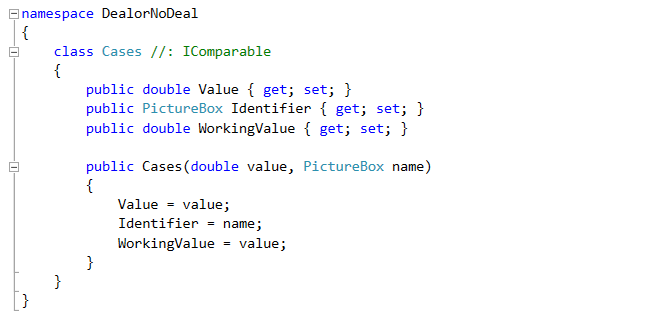 namespace DealorNoDeal
{
    class Cases //: IComparable
    {
        public double Value { get; set; }
        public PictureBox Identifier { get; set; }
        public double WorkingValue { get; set; }

        public Cases(double value, PictureBox name)
        {
            Value = value;
            Identifier = name;
            WorkingValue = value;
        }
    }
}